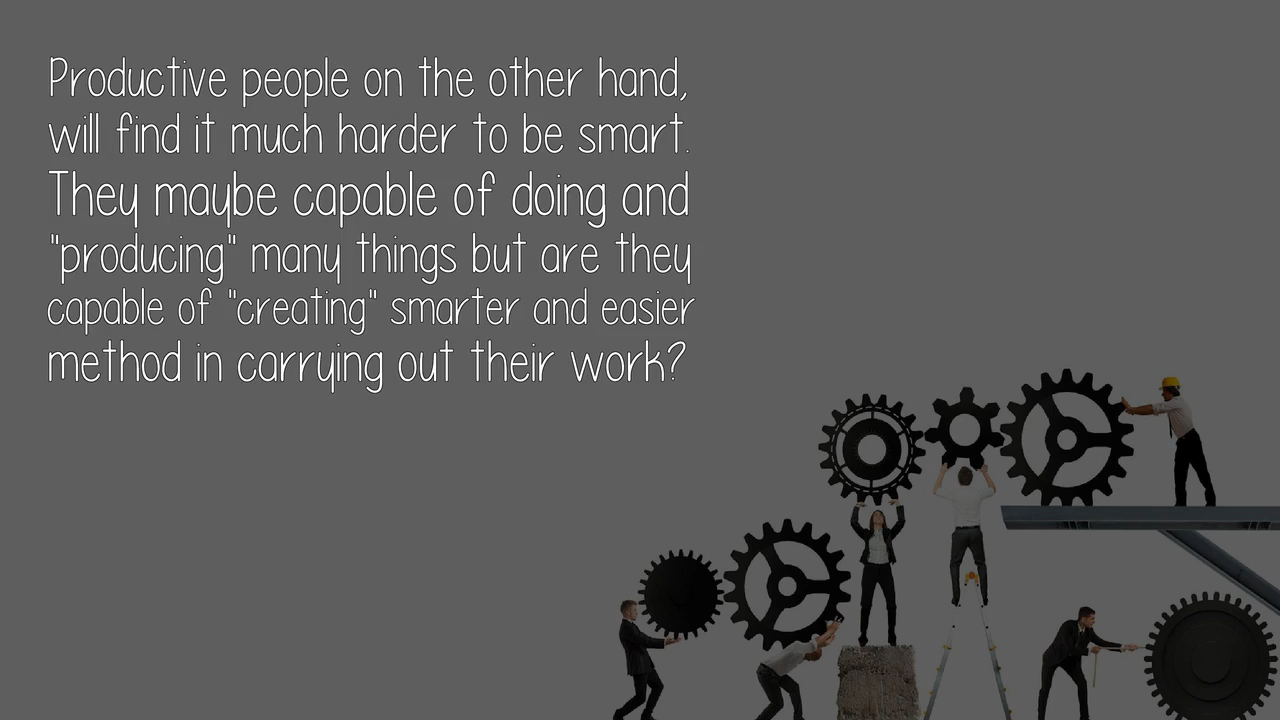 Productive people on the other hand,
will find it much harder to be smart.
They maybe capable of doing and
"producing" many things but are they
capable of "creating" smarter and easier
method in carrying out their work?